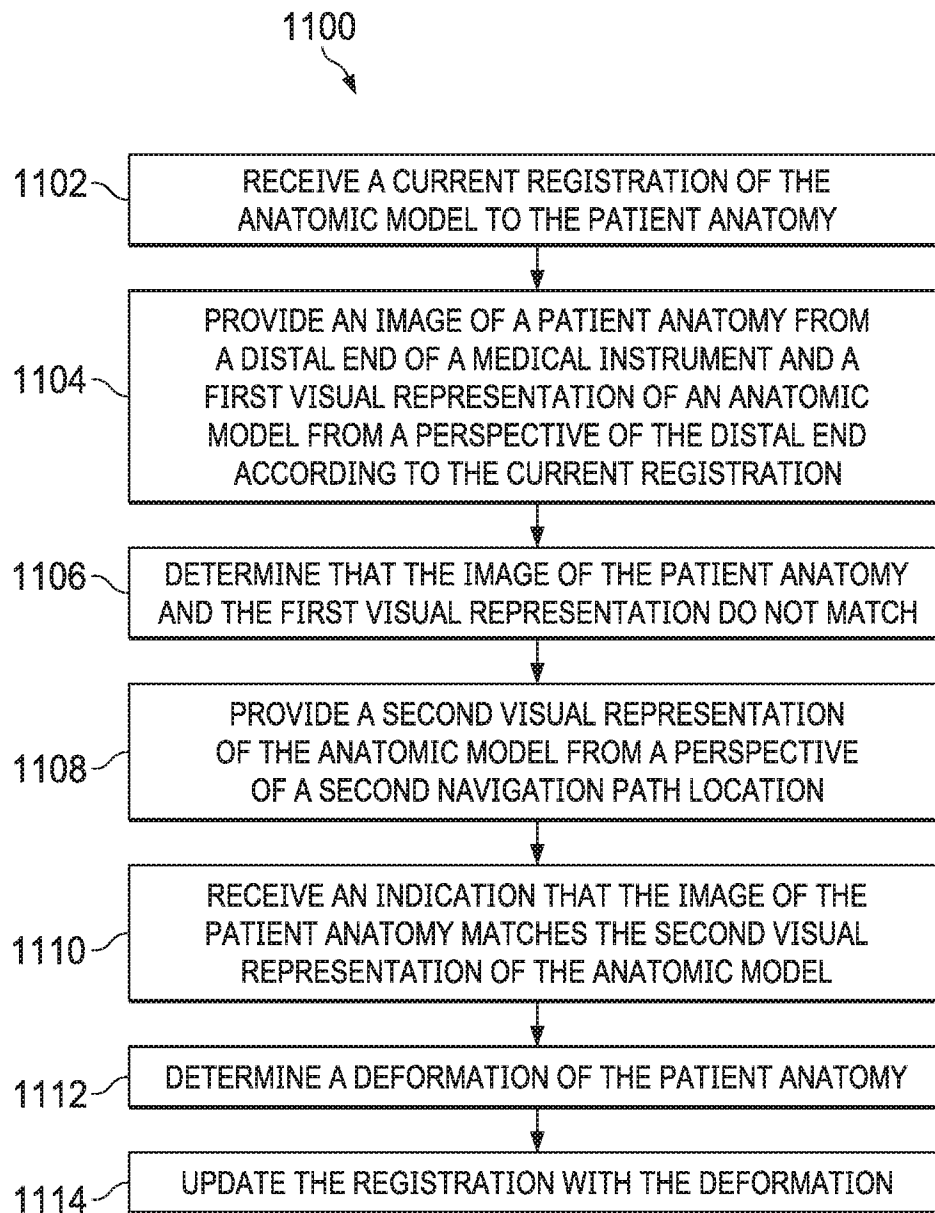 1100
1102
RECEIVE A CURRENT REGISTRATION OF THE
ANATOMIC MODEL TO THE PATIENT ANATOMY
1104
PROVIDE AN IMAGE OF A PATIENT ANATOMY FROM
A DISTAL END OF A MEDICAL INSTRUMENT AND A
FIRST VISUAL REPRESENTATION OF AN ANATOMIC
MODEL FROM A PERSPECTIVE OF THE DISTAL END
ACCORDING TO THE CURRENT REGISTRATION
1106
DETERMINE THAT THE IMAGE OF THE PATIENT ANATOMY
AND THE FIRST VISUAL REPRESENTATION DO NOT MATCH
1108
PROVIDE A SECOND VISUAL REPRESENTATION
OF THE ANATOMIC MODEL FROM A PERSPECTIVE
OF A SECOND NAVIGATION PATH LOCATION
1110
RECEIVE AN INDICATION THAT THE IMAGE OF THE
PATIENT ANATOMY MATCHES THE SECOND VISUAL
REPRESENTATION OF THE ANATOMIC MODEL
1112
DETERMINE A DEFORMATION OF THE PATIENT ANATOMY
1114
UPDATE THE REGISTRATION WITH THE DEFORMATION